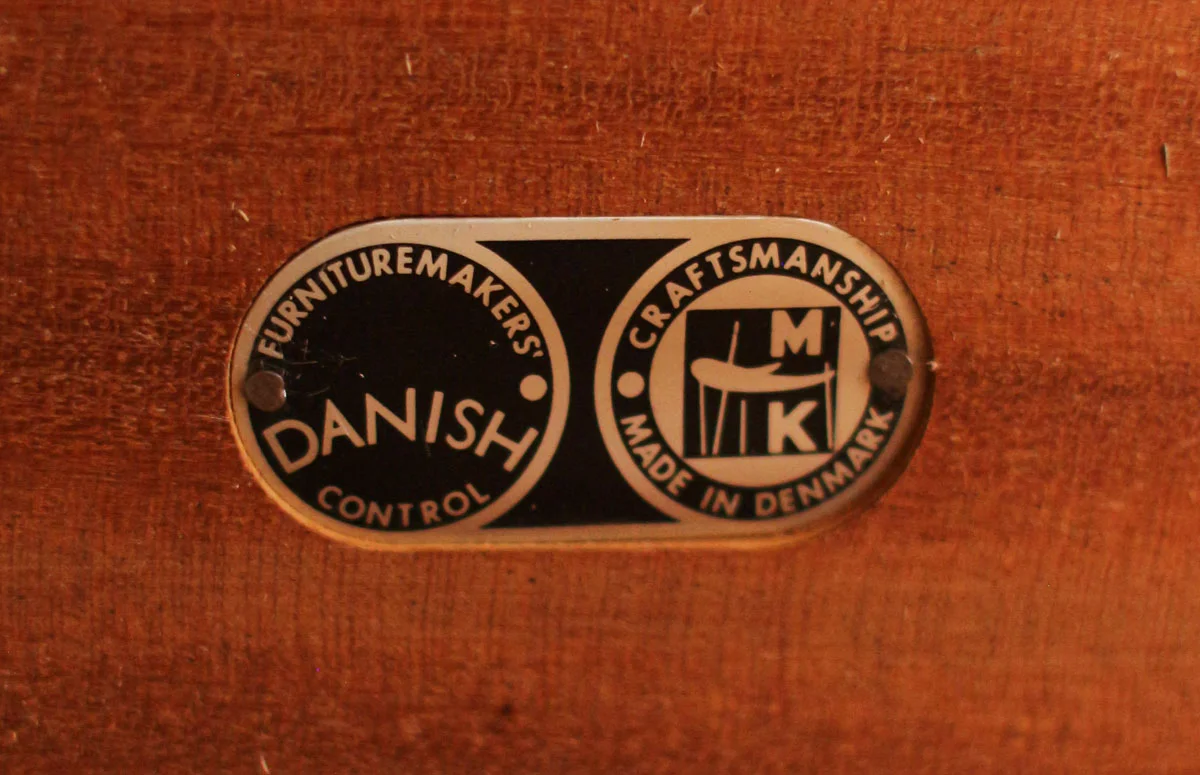 FURNITUREMAKERS'
DANISH
CONTROL
CRAFTSMANSHIP
M
K
MADE IN DENMARK